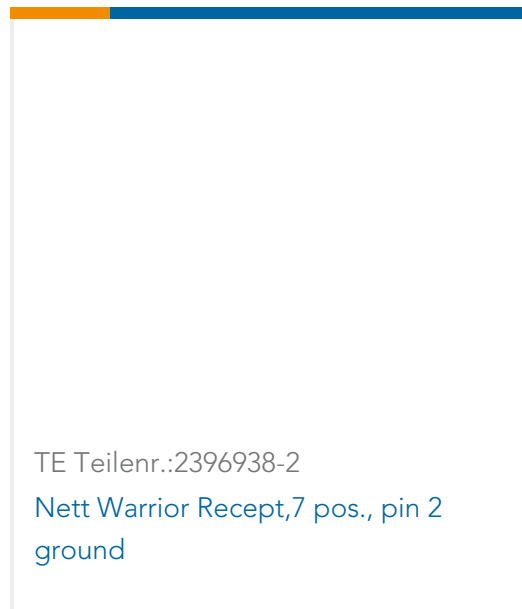 TE Teilenr.:2396938-2
Nett Warrior Recept,7 pos., pin 2
ground